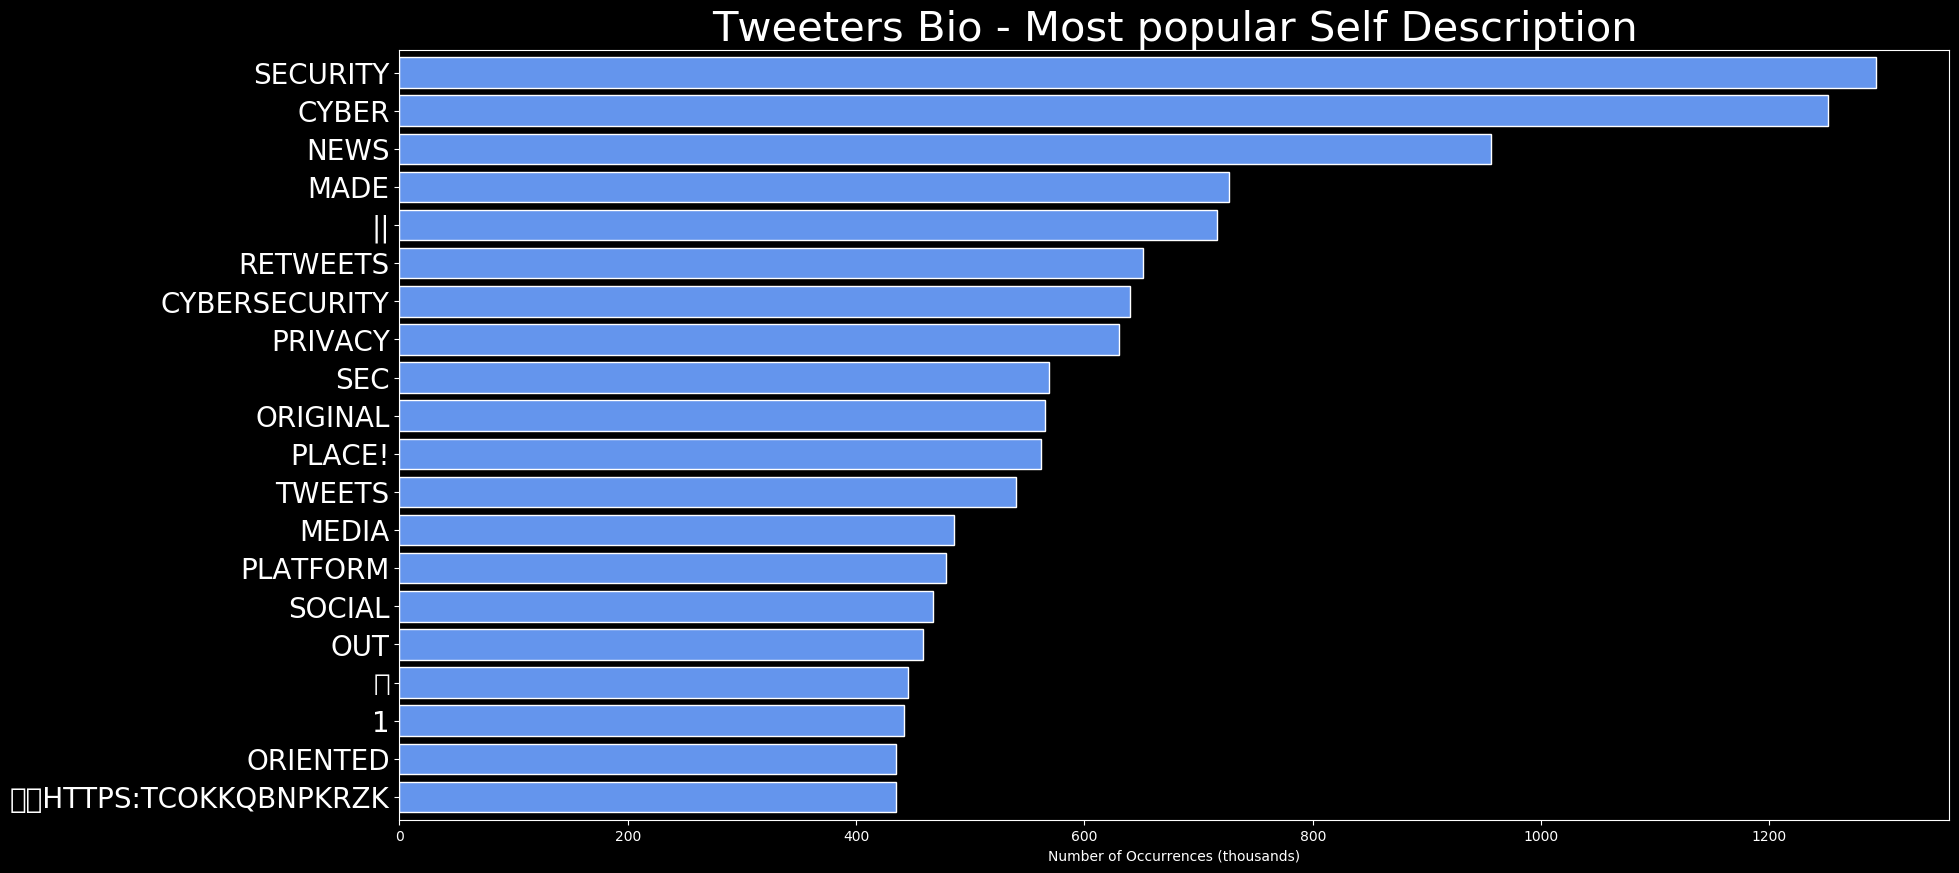 Tweeters Bio - Most popular Self Description
SECURITY
CYBER
NEWS
MADE
||
RETWEETS
CYBERSECURITY
PRIVACY
SEC
ORIGINAL
PLACE!
TWEETS
MEDIA
PLATFORM
SOCIAL
OUT
1
ORIENTED
HTTPS:TCOKKQBNPKRZK
0 200 400 600 800 1000 1200
Number of Occurrences (thousands)